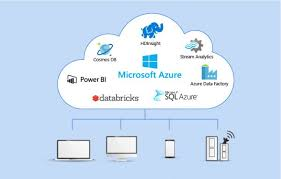 HDInsight
Cosmos DB
Stream Analytics
Microsoft Azure
Power BI
Azure Data Factory
databricks
SQL Azure